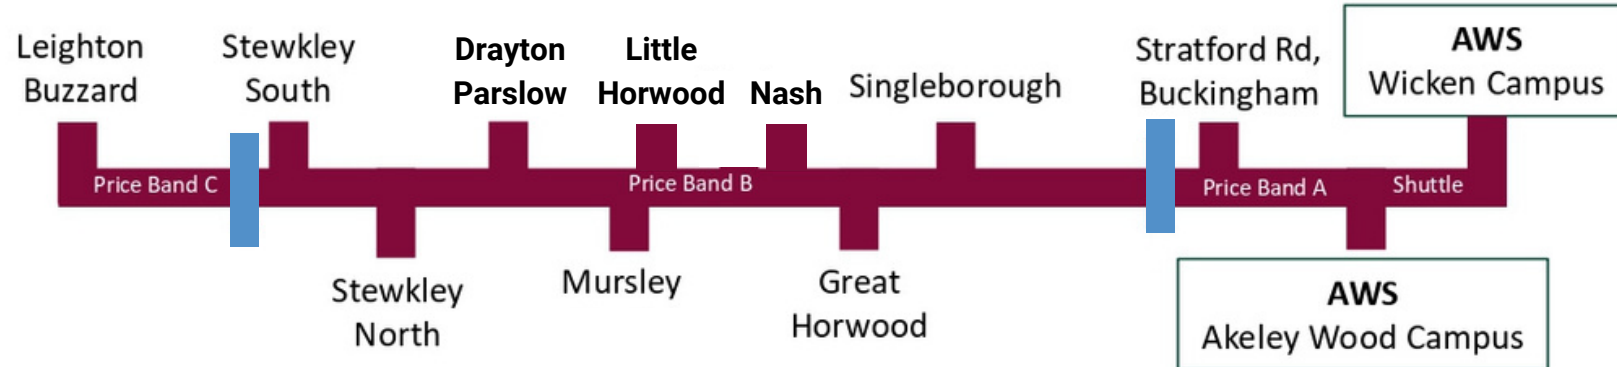 Leighton
Buzzard
Stewkley
South
Drayton
Parslow
Little
Horwood
Nash
Singleborough
Stratford Rd,
Buckingham
AWS
Wicken Campus
Price Band C
Price Band B
Price Band A
Shuttle
Stewkley
North
Mursley
Great
Horwood
AWS
Akeley Wood Campus